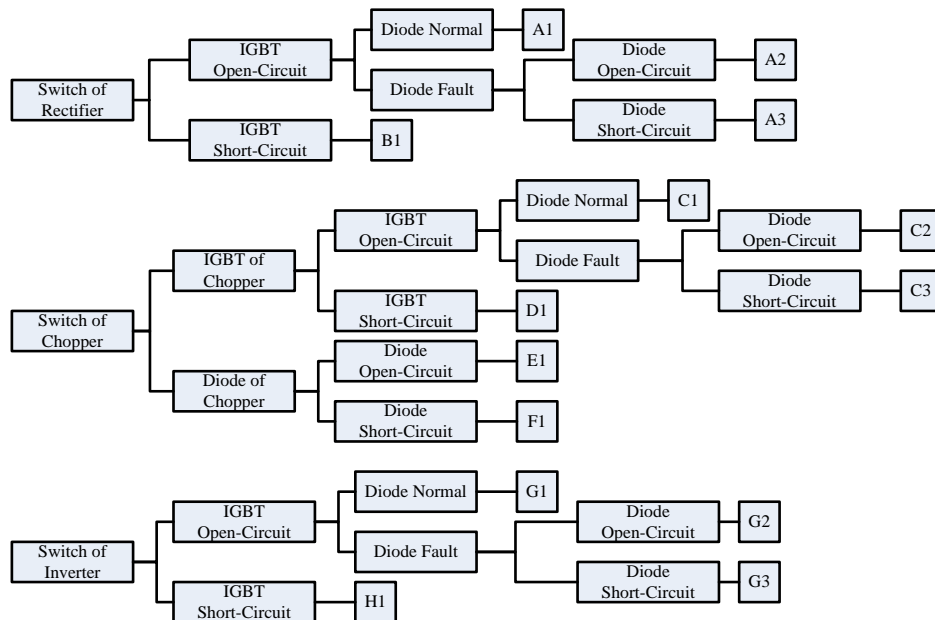 Diode Normal
A1
IGBT
Open-Circuit
Diode
Open-Circuit
A2
Switch of
Rectifier
Diode Fault
IGBT
Short-Circuit
B1
Diode
Short-Circuit
A3
Diode Normal
C1
IGBT
Open-Circuit
Diode
Open-Circuit
C2
IGBT of
Chopper
Diode Fault
IGBT
Short-Circuit
D1
Diode
Short-Circuit
C3
Switch of
Chopper
Diode
Open-Circuit
E1
Diode of
Chopper
Diode
Short-Circuit
F1
Diode Normal
G1
IGBT
Open-Circuit
Diode
Open-Circuit
G2
Switch of
Inverter
Diode Fault
IGBT
Short-Circuit
H1
Diode
Short-Circuit
G3